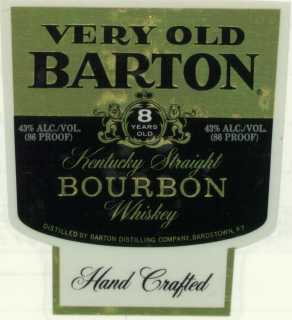 VERY OLD
BARTON
®
8
YEARS
OLD
43% ALC./VOL.
(86 PROOF)
43% ALC./VOL.
(86 PROOF)
Kentucky Straight
BOURBON
Whiskey
DISTILLED BY BARTON DISTILLING COMPANY, BARDSTOWN, KY
Hand Crafted